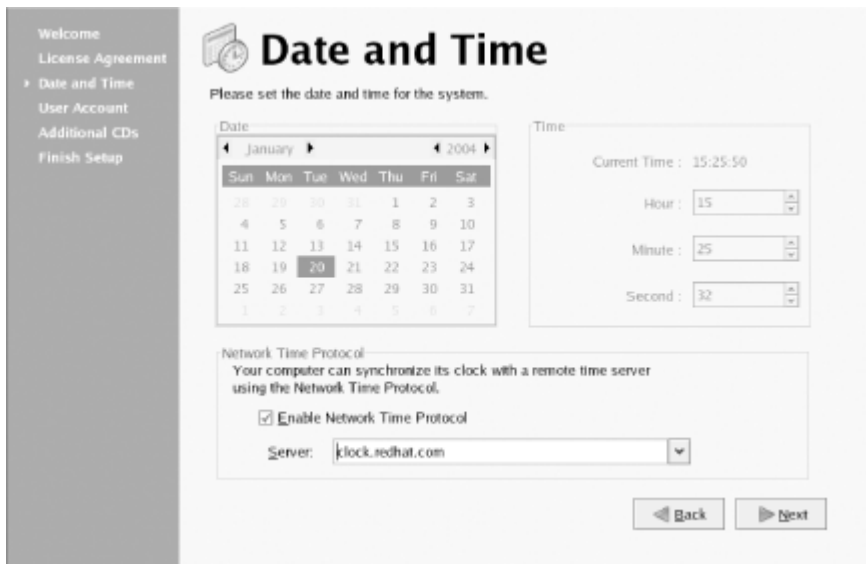 Welcome
License Agreement
Date and Time
User Account
Additional CDs
Finish Setup
Date and Time
Please set the date and time for the system.
Date
January 2004
Sun Mon Tue Wed Thu Fri Sat
28 29 30 31 1 2 3
4 5 6 7 8 9 10
11 12 13 14 15 16 17
18 19 20 21 22 23 24
25 26 27 28 29 30 31
1 2 3 4 5 6 7
Time
Current Time : 15:25:50
Hour : 15
Minute : 25
Second : 32
Network Time Protocol
Your computer can synchronize its clock with a remote time server
using the Network Time Protocol.
Enable Network Time Protocol
Server: clock.redhat.com
Back
Next